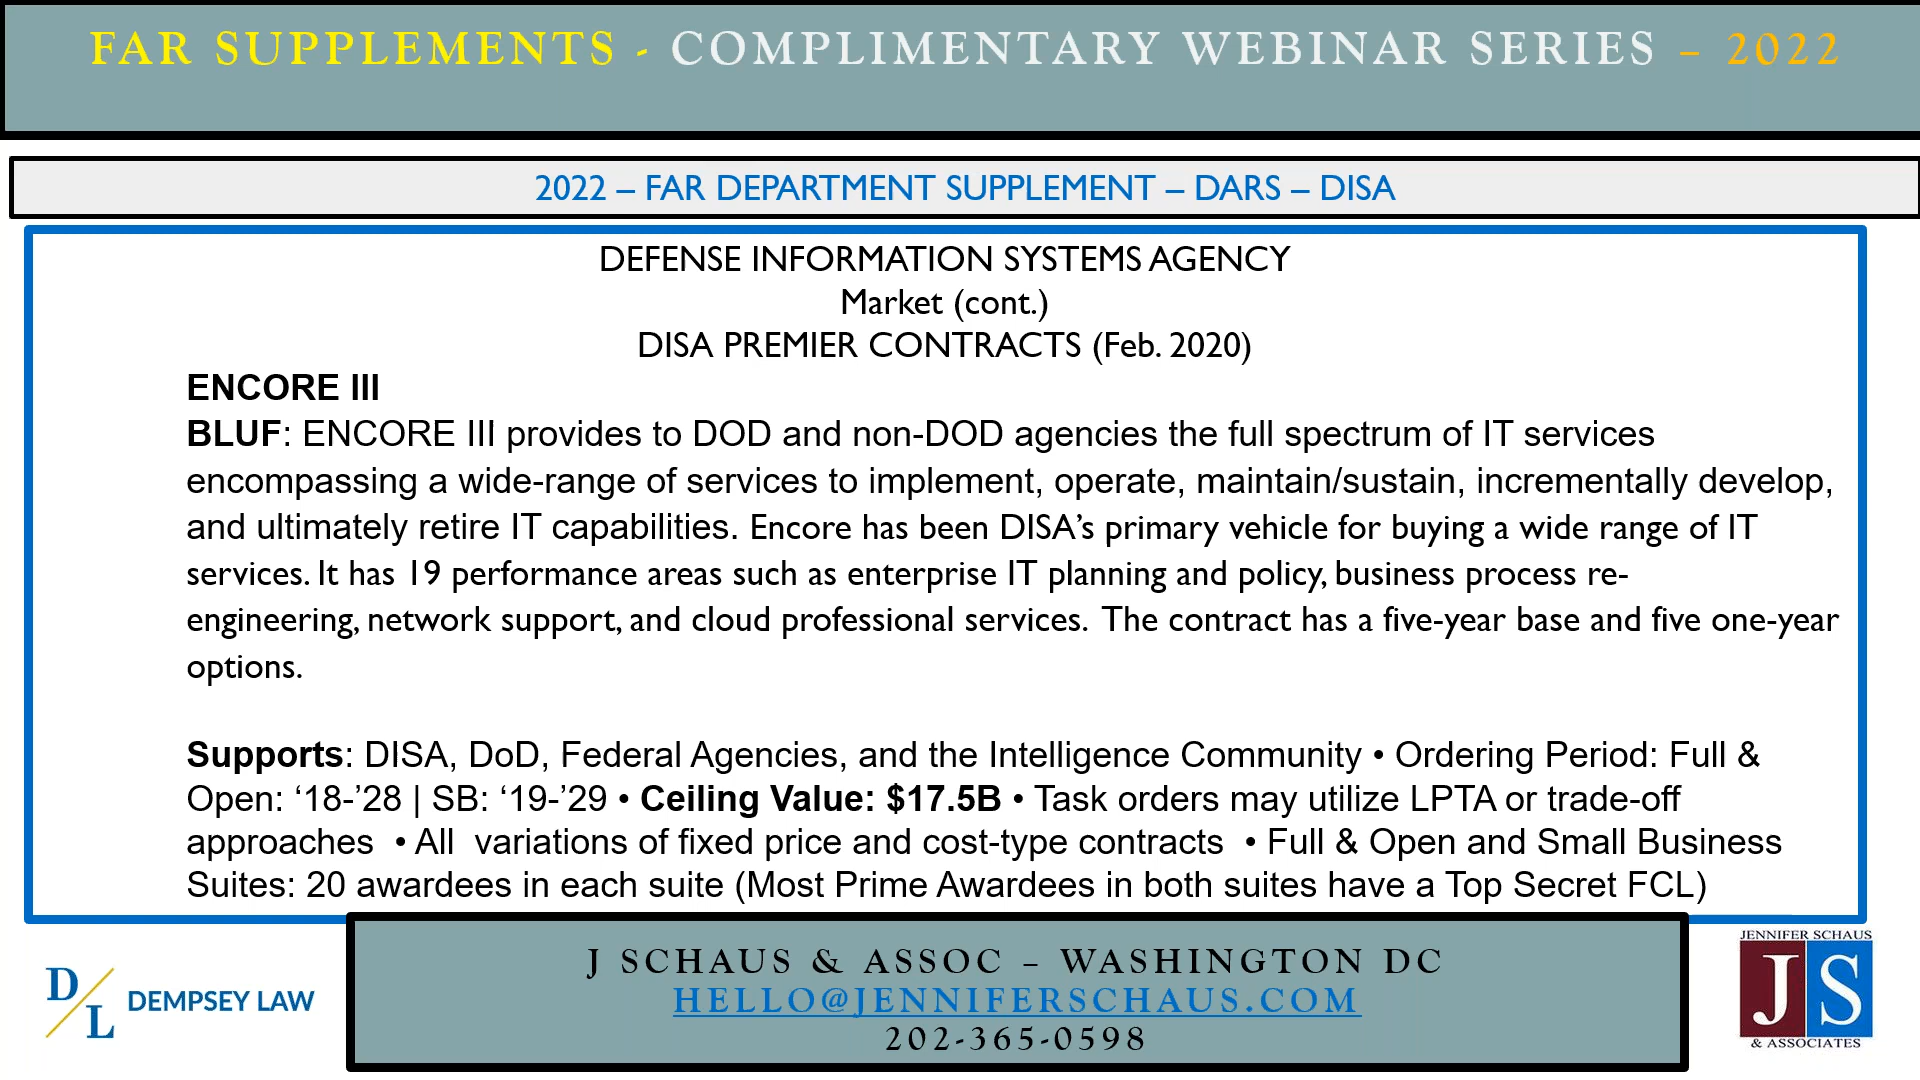 FAR SUPPLEMENTS - COMPLIMENTARY WEBINAR SERIES – 2022
2022 – FAR DEPARTMENT SUPPLEMENT – DARS – DISA
DEFENSE INFORMATION SYSTEMS AGENCY
Market (cont.)
DISA PREMIER CONTRACTS (Feb. 2020)
ENCORE III
BLUF: ENCORE III provides to DOD and non-DOD agencies the full spectrum of IT services
encompassing a wide-range of services to implement, operate, maintain/sustain, incrementally develop,
and ultimately retire IT capabilities. Encore has been DISA’s primary vehicle for buying a wide range of IT
services. It has 19 performance areas such as enterprise IT planning and policy, business process re-
engineering, network support, and cloud professional services. The contract has a five-year base and five one-year
options.
Supports: DISA, DoD, Federal Agencies, and the Intelligence Community • Ordering Period: Full &
Open: ‘18-’28 | SB: ‘19-’29 • Ceiling Value: $17.5B • Task orders may utilize LPTA or trade-off
approaches • All variations of fixed price and cost-type contracts • Full & Open and Small Business
Suites: 20 awardees in each suite (Most Prime Awardees in both suites have a Top Secret FCL)
D L DEMPSEY LAW
J SCHAUS & ASSOC – WASHINGTON DC
HELLO@JENNIFERSCHAUS.COM
202-365-0598
JENNIFER SCHAUS
JS
& ASSOCIATES